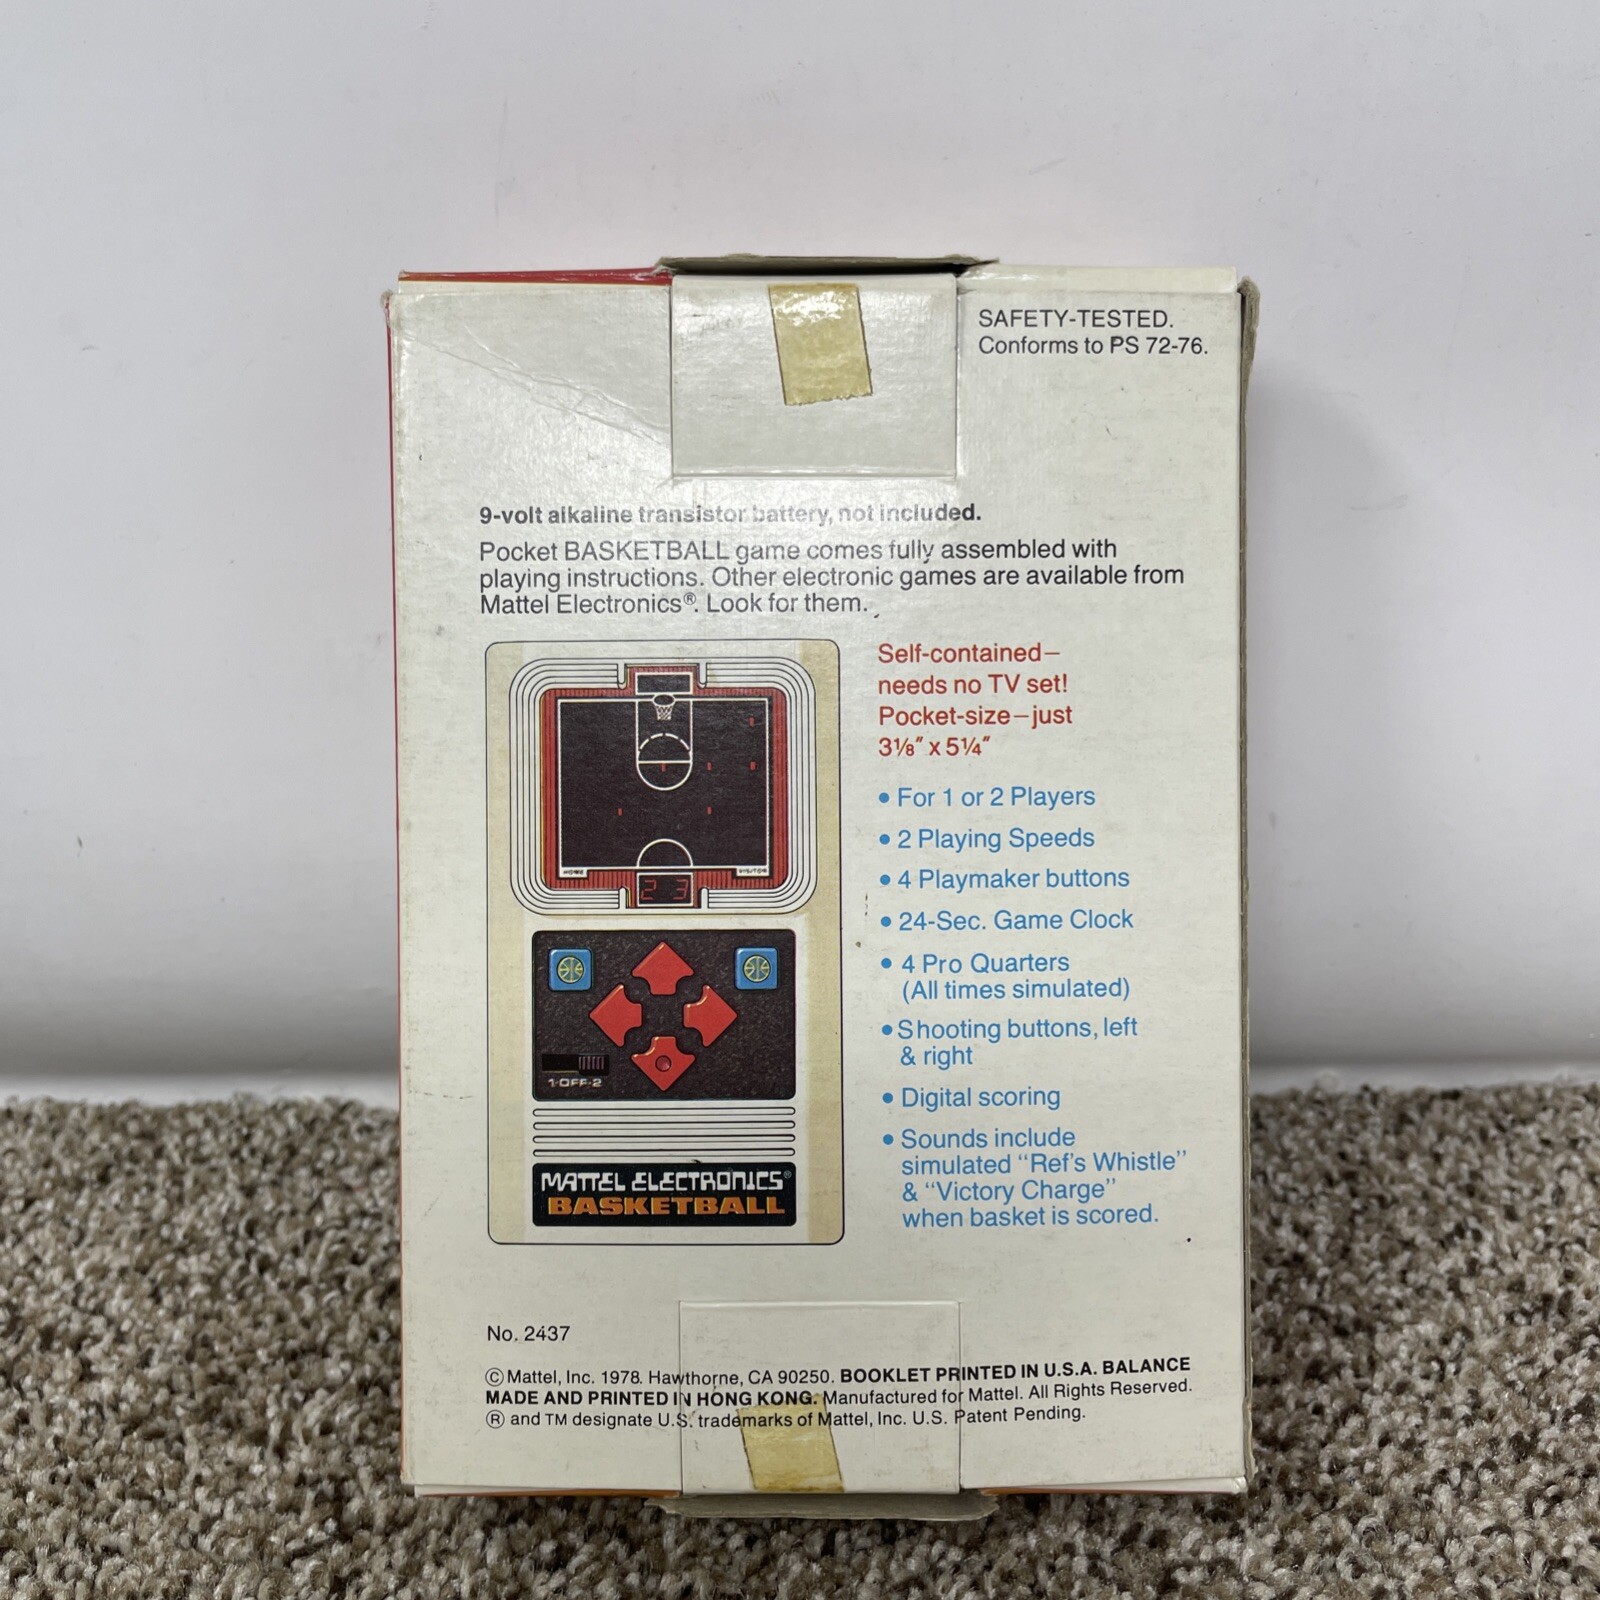 SAFETY-TESTED.
Conforms to PS 72-76.
9-volt alkaline transistor battery, not included.
Pocket BASKETBALL game comes fully assembled with
playing instructions. Other electronic games are available from
Mattel Electronics®. Look for them.
HOME
VISITOR
2 3
1·OFF·2
MATTEL ELECTRONICS®
BASKETBALL
Self-contained—
needs no TV set!
Pocket-size—just
3⅛" x 5¼"
• For 1 or 2 Players
• 2 Playing Speeds
• 4 Playmaker buttons
• 24-Sec. Game Clock
• 4 Pro Quarters
(All times simulated)
• Shooting buttons, left
& right
• Digital scoring
• Sounds include
simulated "Ref's Whistle"
& "Victory Charge"
when basket is scored.
No. 2437
© Mattel, Inc. 1978. Hawthorne, CA 90250. BOOKLET PRINTED IN U.S.A. BALANCE
MADE AND PRINTED IN HONG KONG. Manufactured for Mattel. All Rights Reserved.
® and TM designate U.S. trademarks of Mattel, Inc. U.S. Patent Pending.